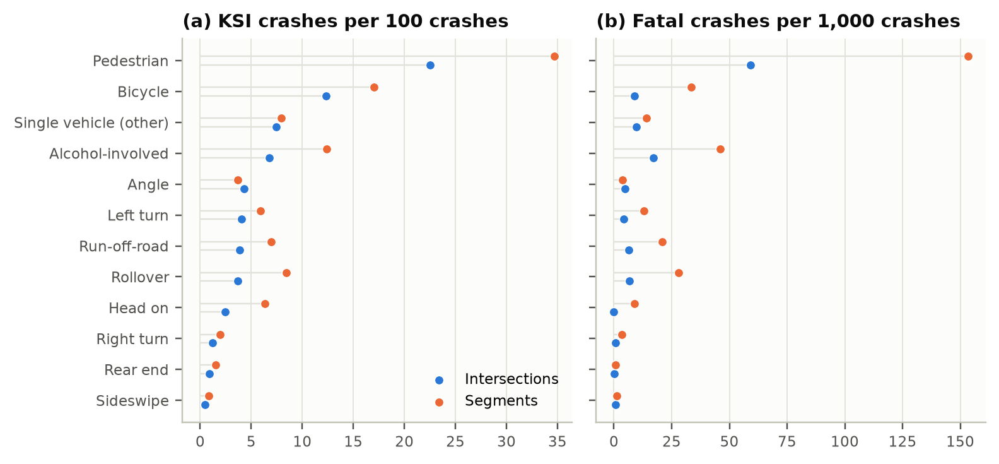 (a) KSI crashes per 100 crashes
(b) Fatal crashes per 1,000 crashes
Pedestrian
Bicycle
Single vehicle (other)
Alcohol-involved
Angle
Left turn
Run-off-road
Rollover
Head on
Right turn
Rear end
Sideswipe
Intersections
Segments
0 5 10 15 20 25 30 35
0 25 50 75 100 125 150